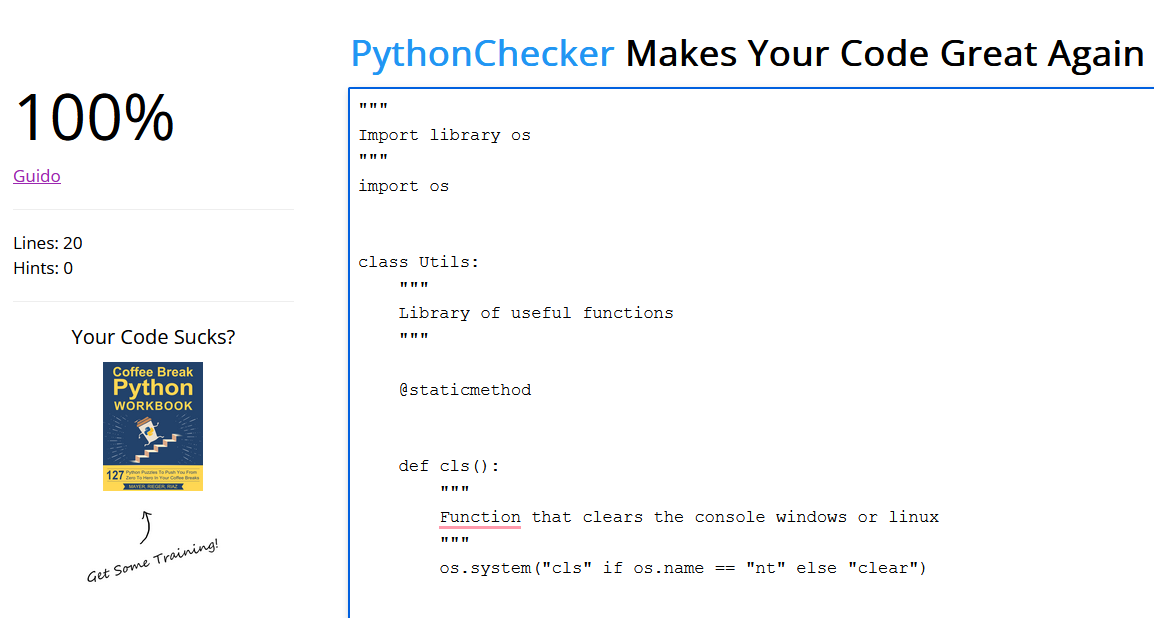 PythonChecker Makes Your Code Great Again
100%
Guido
Lines: 20
Hints: 0
Your Code Sucks?
Coffee Break
Python
WORKBOOK
127 Python Puzzles To Push You From
Zero To Hero in Your Coffee Breaks
MAYER, RIEGER, RIAZ
Get Some Training!
"""
Import library os
"""
import os
class Utils:
    """
    Library of useful functions
    """
    @staticmethod
    def cls():
        """
        Function that clears the console windows or linux
        """
        os.system("cls" if os.name == "nt" else "clear")